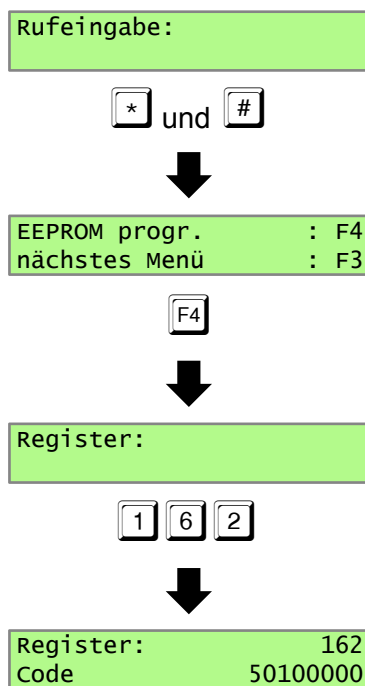 Rufeingabe:
* und #
EEPROM progr. : F4
nächstes Menü : F3
F4
Register:
1 6 2
Register: 162
Code 50100000